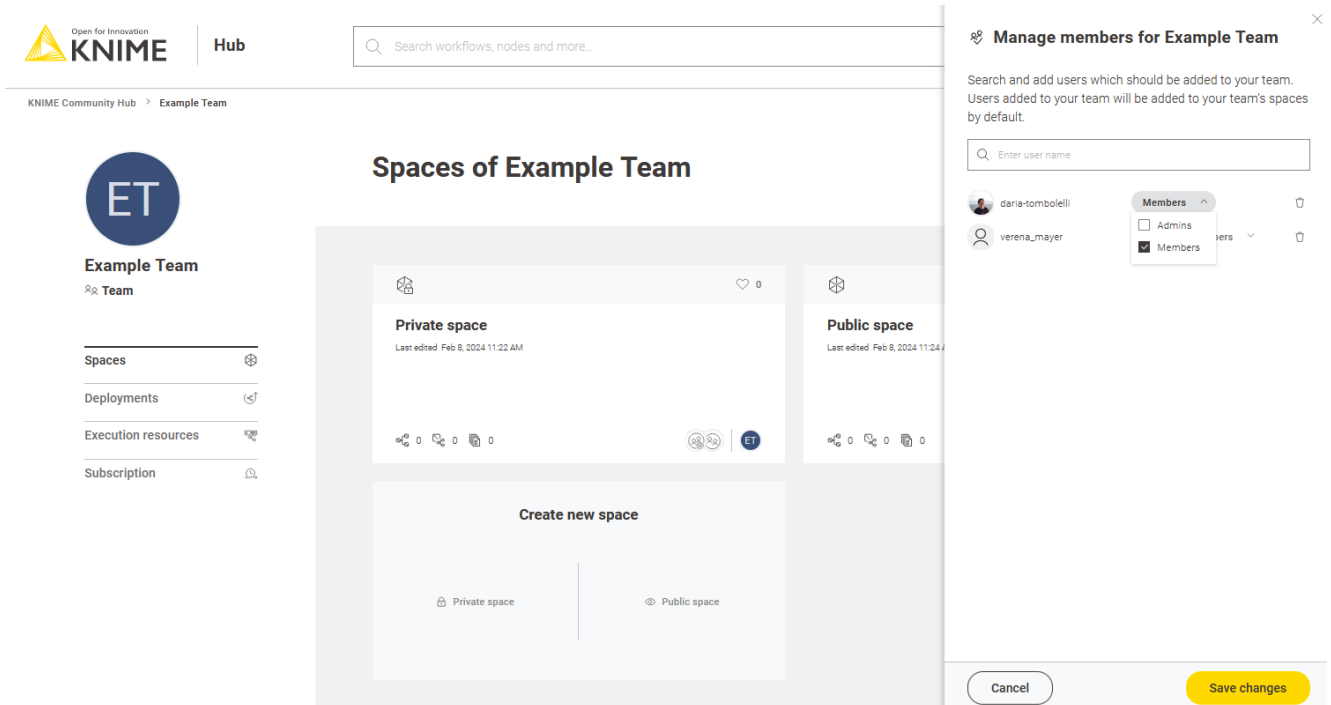 Open for Innovation
KNIME
Hub
Search workflows, nodes and more...
KNIME Community Hub > Example Team
ET
Example Team
Team
Spaces
Deployments
Execution resources
Subscription
Spaces of Example Team
0
Private space
Last edited Feb 8, 2024 11:22 AM
0 0 0
ET
Public space
Last edited Feb 8, 2024 11:24
0 0 0
Create new space
Private space
Public space
Manage members for Example Team
Search and add users which should be added to your team.
Users added to your team will be added to your team's spaces
by default.
Enter user name
daria-tombolelli
Members
Admins
Members
verena_mayer
bers
Cancel
Save changes